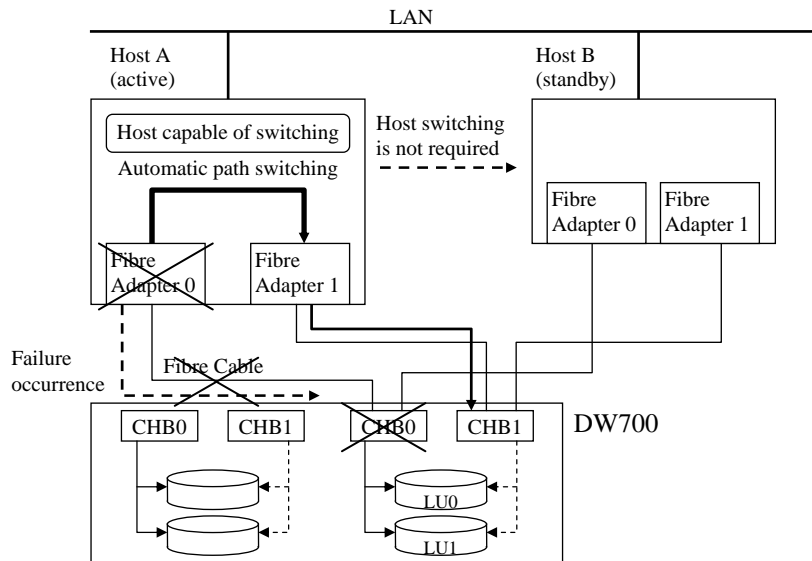 LAN
Host A
(active)
Host B
(standby)
Host capable of switching
Automatic path switching
Host switching
is not required
Fibre
Adapter 0
Fibre
Adapter 1
Fibre
Adapter 0
Fibre
Adapter 1
Failure
occurrence
Fibre Cable
CHB0
CHB1
CHB0
CHB1
DW700
LU0
LU1